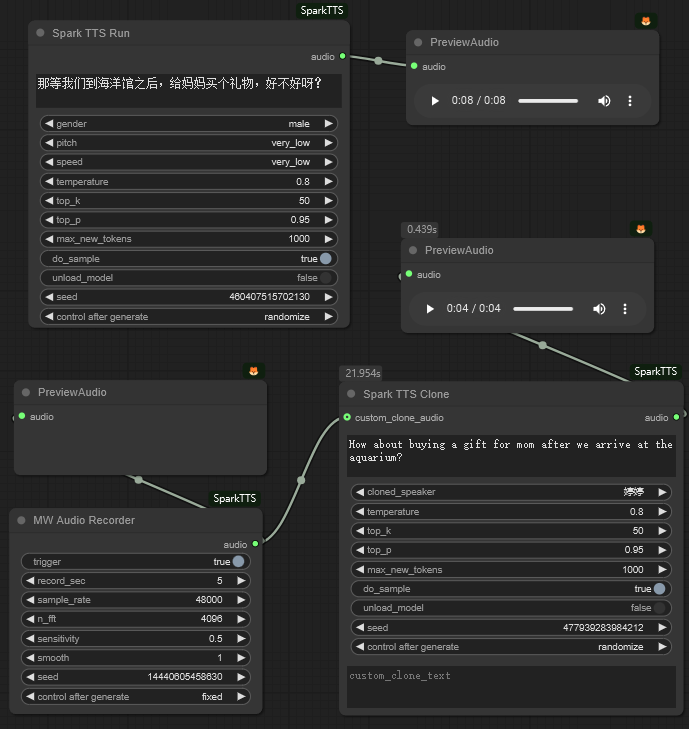 SparkTTS
Spark TTS Run
audio
那等我们到海洋馆之后，给妈妈买个礼物，好不好呀？
gender male
pitch very_low
speed very_low
temperature 0.8
top_k 50
top_p 0.95
max_new_tokens 1000
do_sample true
unload_model false
seed 460407515702130
control after generate randomize
PreviewAudio
audio
0:08 / 0:08
0.439s
PreviewAudio
audio
0:04 / 0:04
PreviewAudio
audio
SparkTTS
MW Audio Recorder
audio
trigger true
record_sec 5
sample_rate 48000
n_fft 4096
sensitivity 0.5
smooth 1
seed 14440605458630
control after generate fixed
21.954s
SparkTTS
Spark TTS Clone
custom_clone_audio audio
How about buying a gift for mom after we arrive at the
aquarium?
cloned_speaker 婷婷
temperature 0.8
top_k 50
top_p 0.95
max_new_tokens 1000
do_sample true
unload_model false
seed 477939283984212
control after generate randomize
custom_clone_text